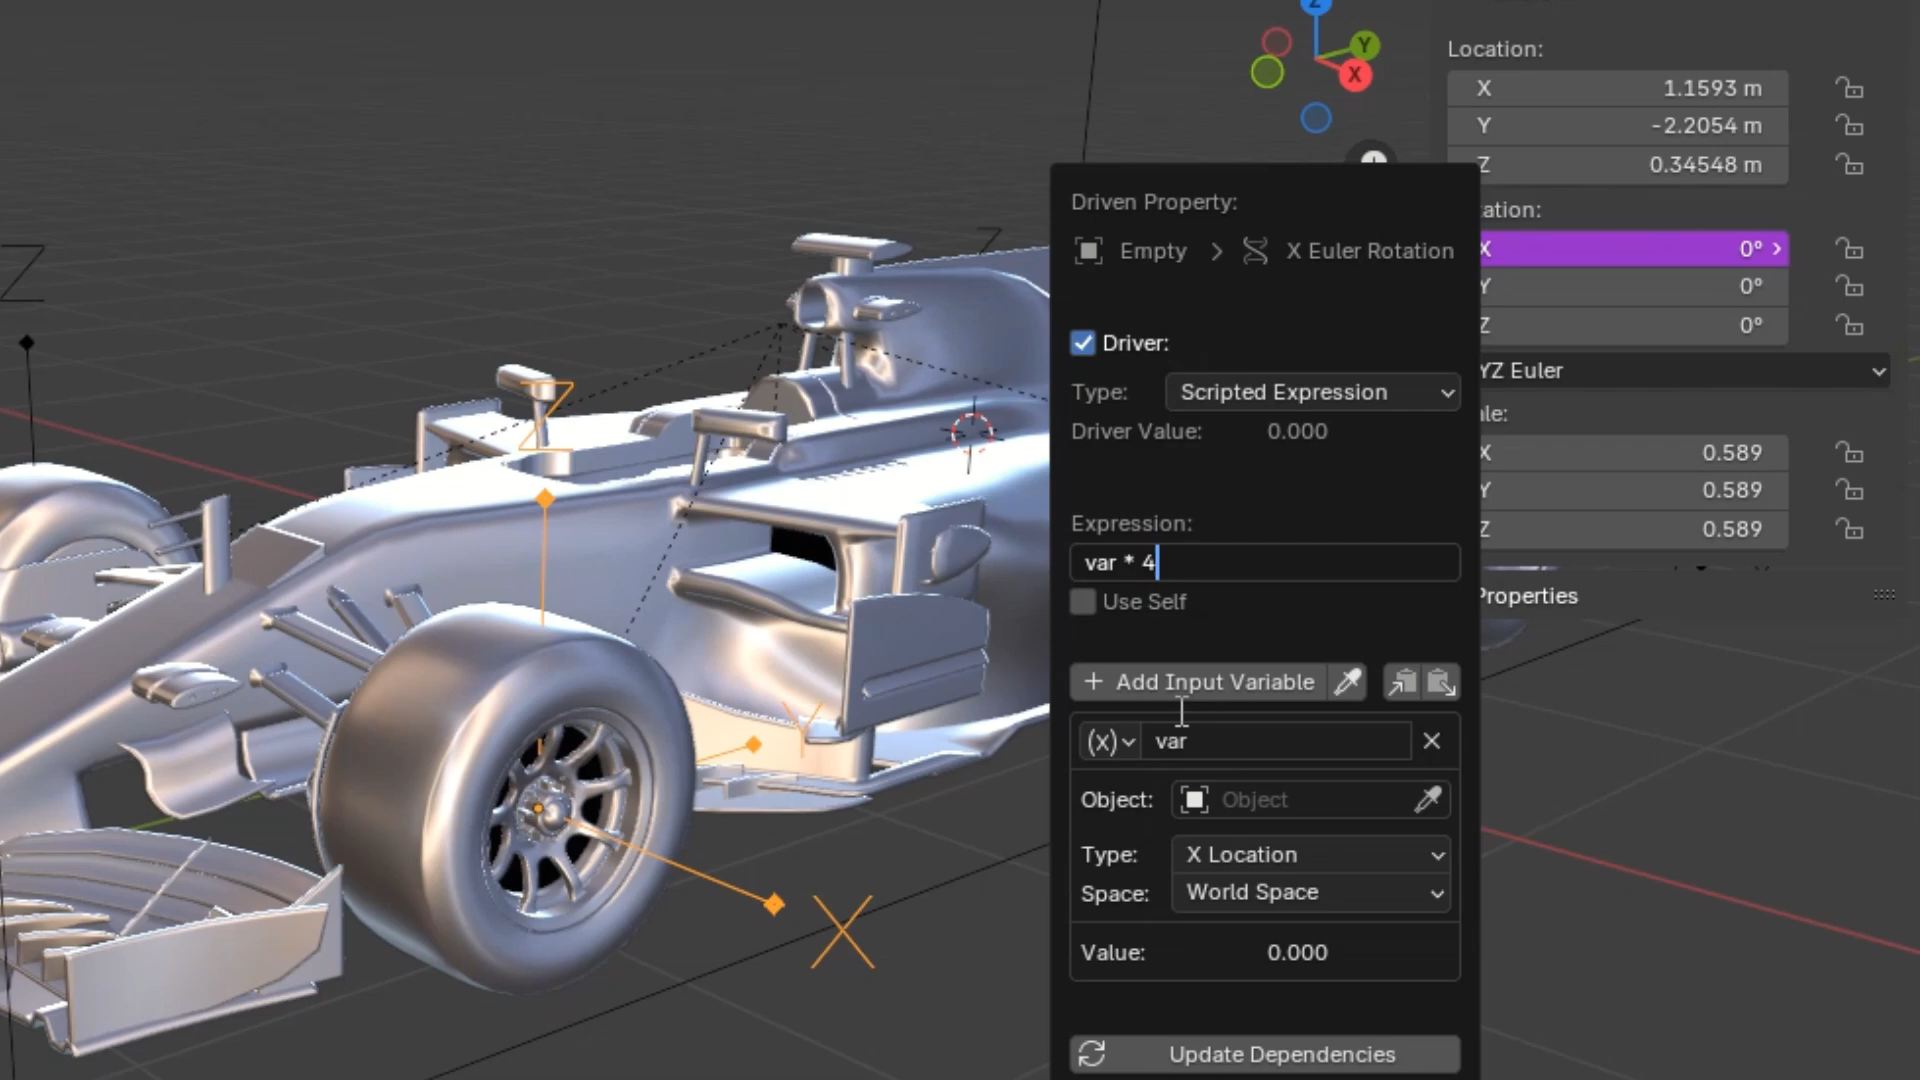 Z
Y
X
Location:
X 1.1593 m
Y -2.2054 m
Z 0.34548 m
ation:
X 0°
Y 0°
Z 0°
YZ Euler
le:
X 0.589
Y 0.589
Z 0.589
Properties
Driven Property:
Empty > X Euler Rotation
Driver:
Type: Scripted Expression
Driver Value: 0.000
Expression:
var * 4
Use Self
+ Add Input Variable
(x) var
Object: Object
Type: X Location
Space: World Space
Value: 0.000
Update Dependencies
Z
Z
Z
Y
X